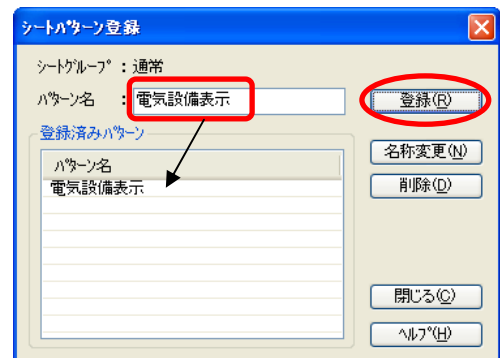 ｼｰﾄﾊﾟﾀｰﾝ登録
ｼｰﾄｸﾞﾙｰﾌﾟ：通常
ﾊﾟﾀｰﾝ名　：電気設備表示
登録(R)
登録済みﾊﾟﾀｰﾝ
名称変更(N)
ﾊﾟﾀｰﾝ名
電気設備表示
削除(D)
閉じる(C)
ﾍﾙﾌﾟ(H)